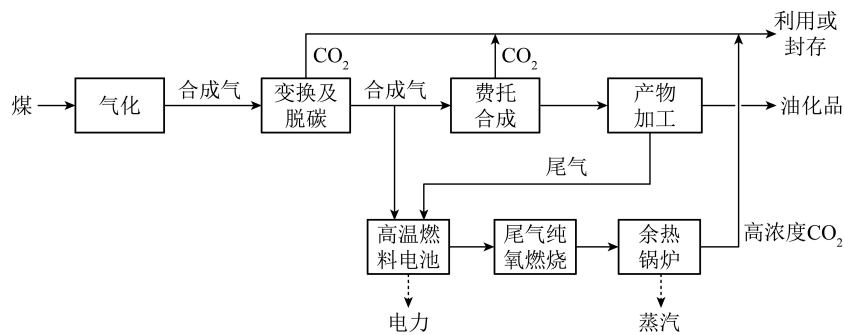 利用或
封存
CO₂
CO₂
煤
气化
合成气
变换及
脱碳
合成气
费托
合成
产物
加工
油化品
尾气
高温燃
料电池
尾气纯
氧燃烧
余热
锅炉
高浓度CO₂
电力
蒸汽